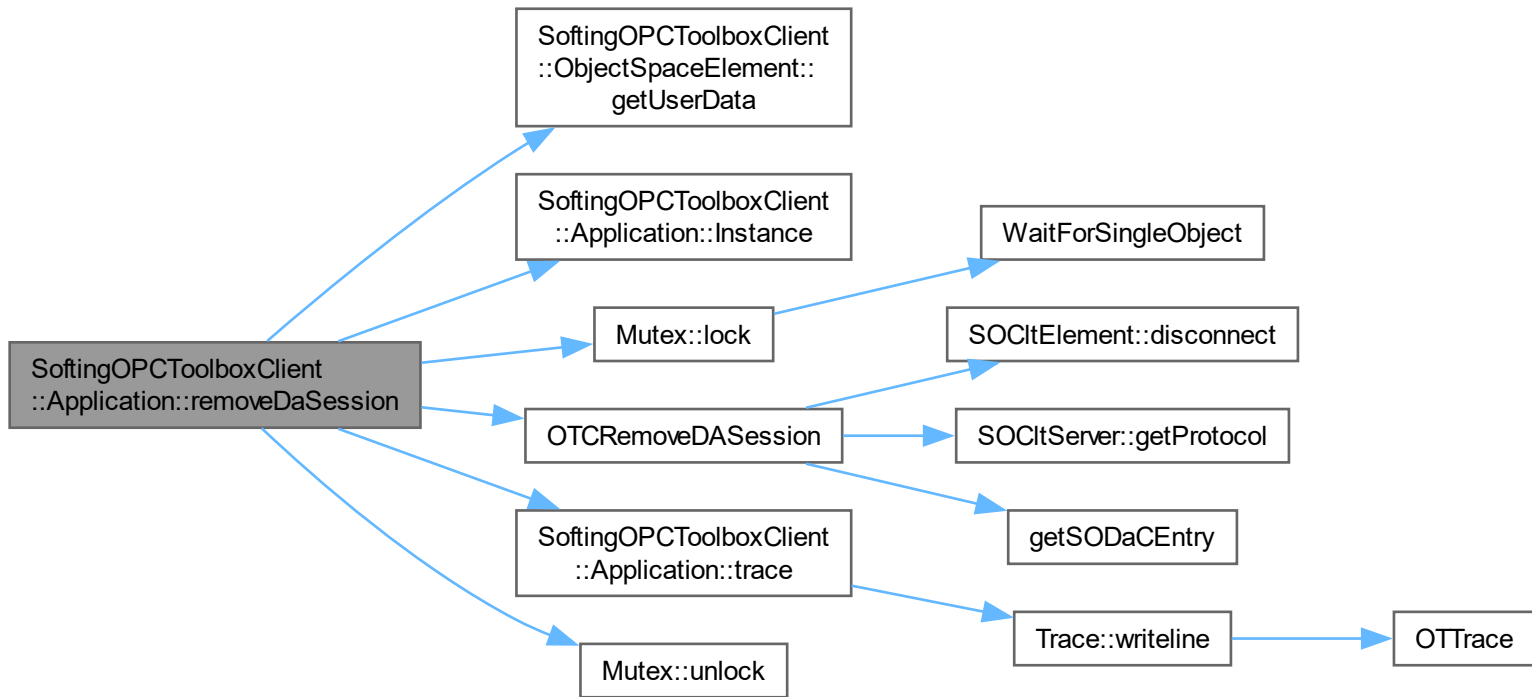 SoftingOPCToolboxClient
::Application::removeDaSession
SoftingOPCToolboxClient
::ObjectSpaceElement::
getUserData
SoftingOPCToolboxClient
::Application::Instance
Mutex::lock
WaitForSingleObject
OTCRemoveDASession
SOCltElement::disconnect
SOCltServer::getProtocol
getSODaCEntry
SoftingOPCToolboxClient
::Application::trace
Trace::writeline
OTTrace
Mutex::unlock